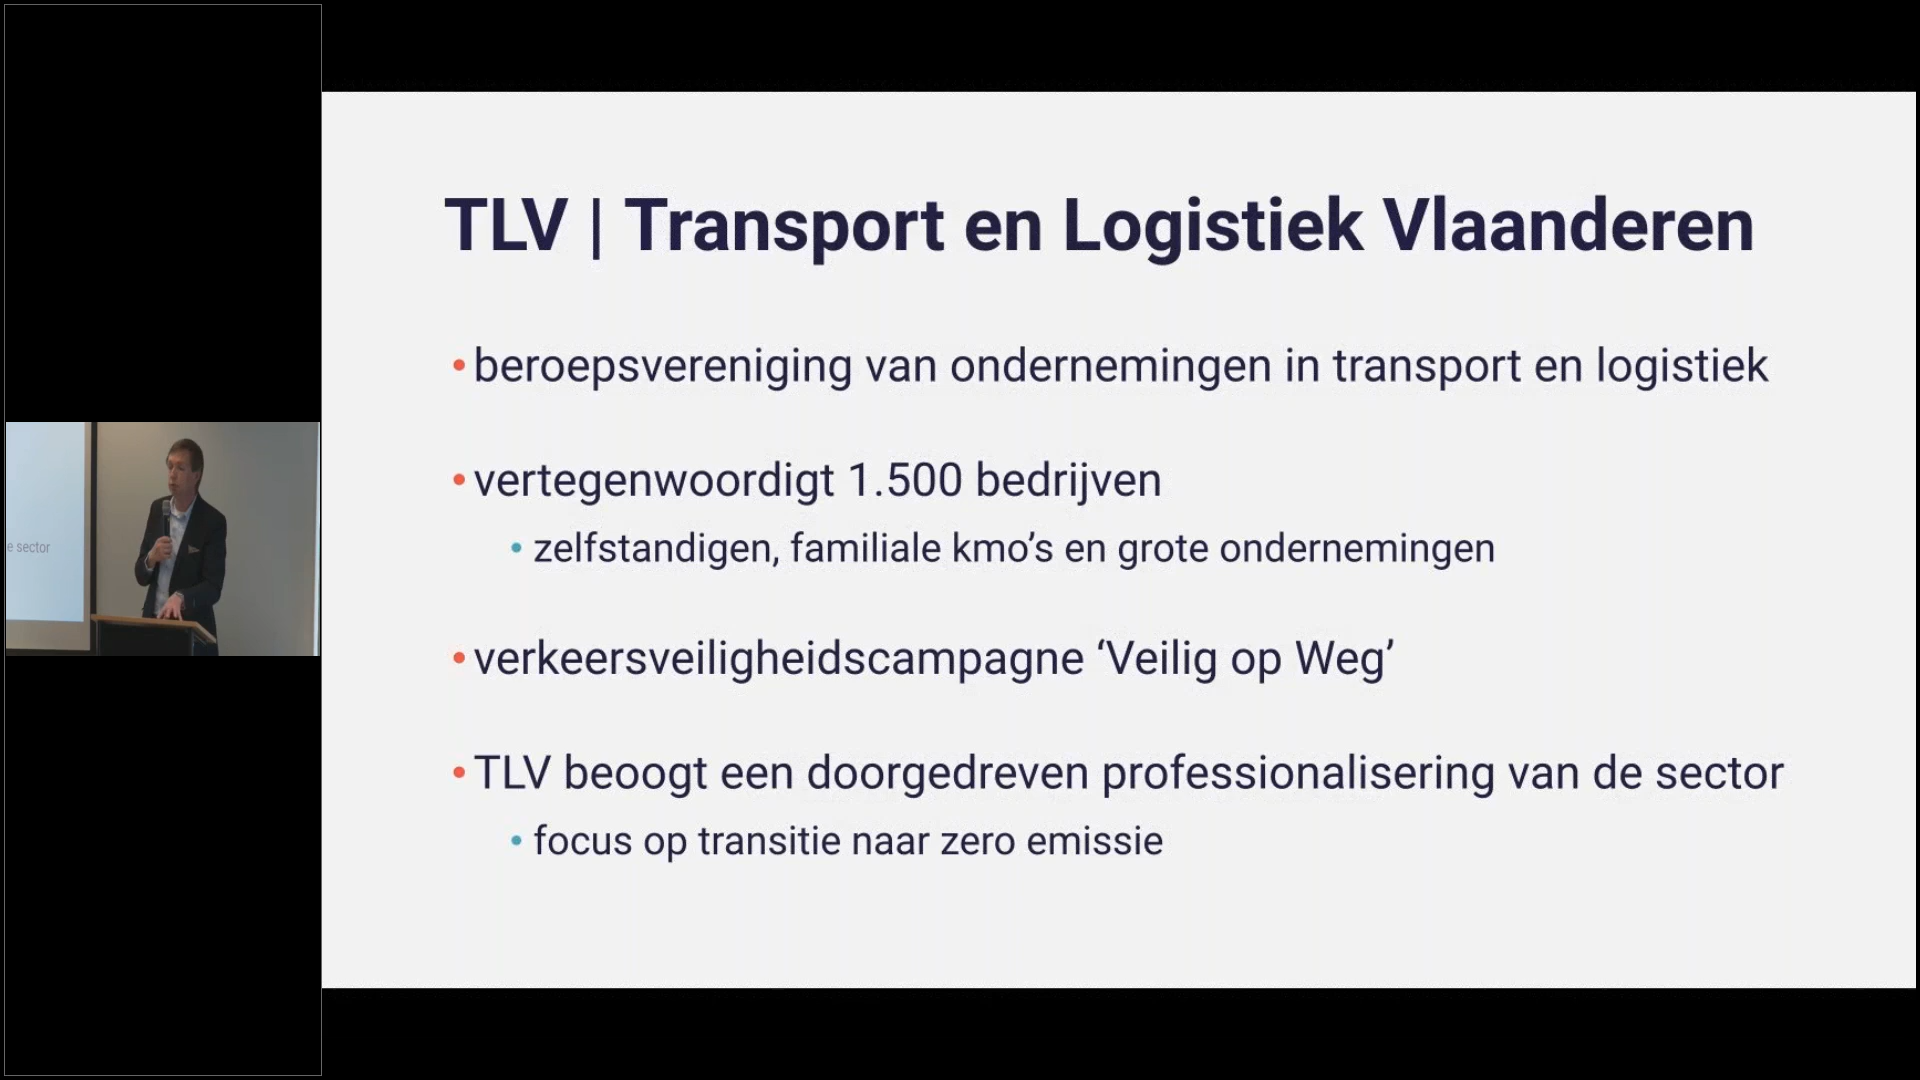 TLV | Transport en Logistiek Vlaanderen
• beroepsvereniging van ondernemingen in transport en logistiek
• vertegenwoordigt 1.500 bedrijven
• zelfstandigen, familiale kmo’s en grote ondernemingen
• verkeersveiligheidscampagne ‘Veilig op Weg’
• TLV beoogt een doorgedreven professionalisering van de sector
• focus op transitie naar zero emissie
e sector